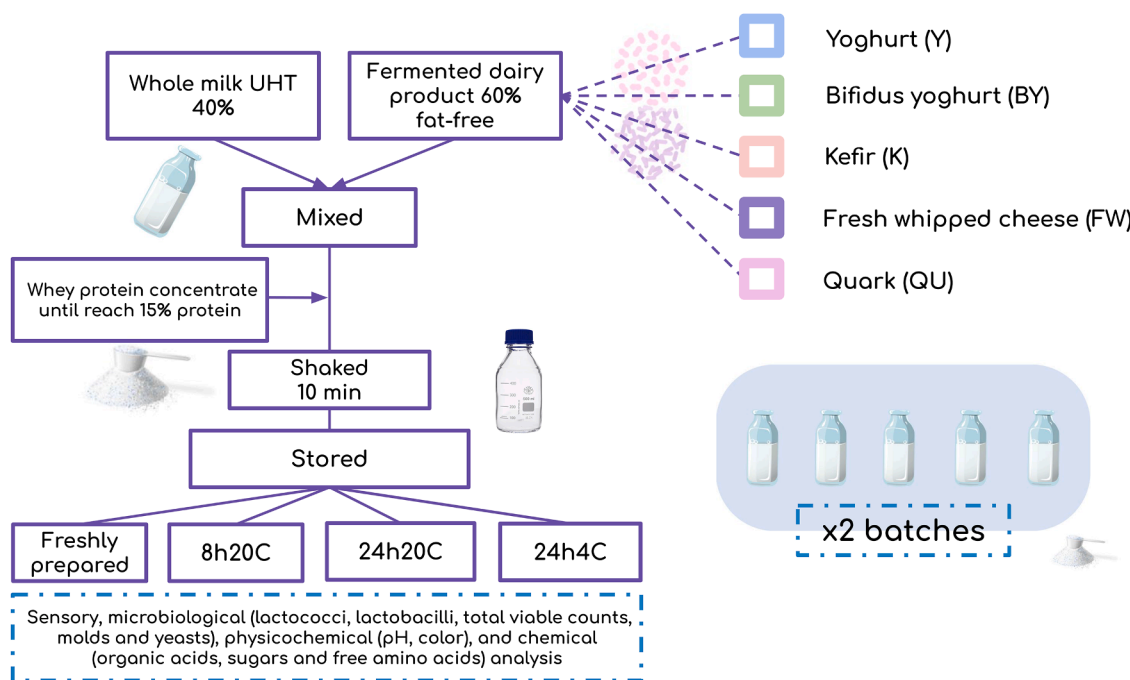 Whole milk UHT
40%
Fermented dairy
product 60%
fat-free
Yoghurt (Y)
Bifidus yoghurt (BY)
Kefir (K)
Fresh whipped cheese (FW)
Quark (QU)
Mixed
Whey protein concentrate
until reach 15% protein
Shaked
10 min
Stored
Freshly
prepared
8h20C
24h20C
24h4C
x2 batches
Sensory, microbiological (lactococci, lactobacilli, total viable counts,
molds and yeasts), physicochemical (pH, color), and chemical
(organic acids, sugars and free amino acids) analysis